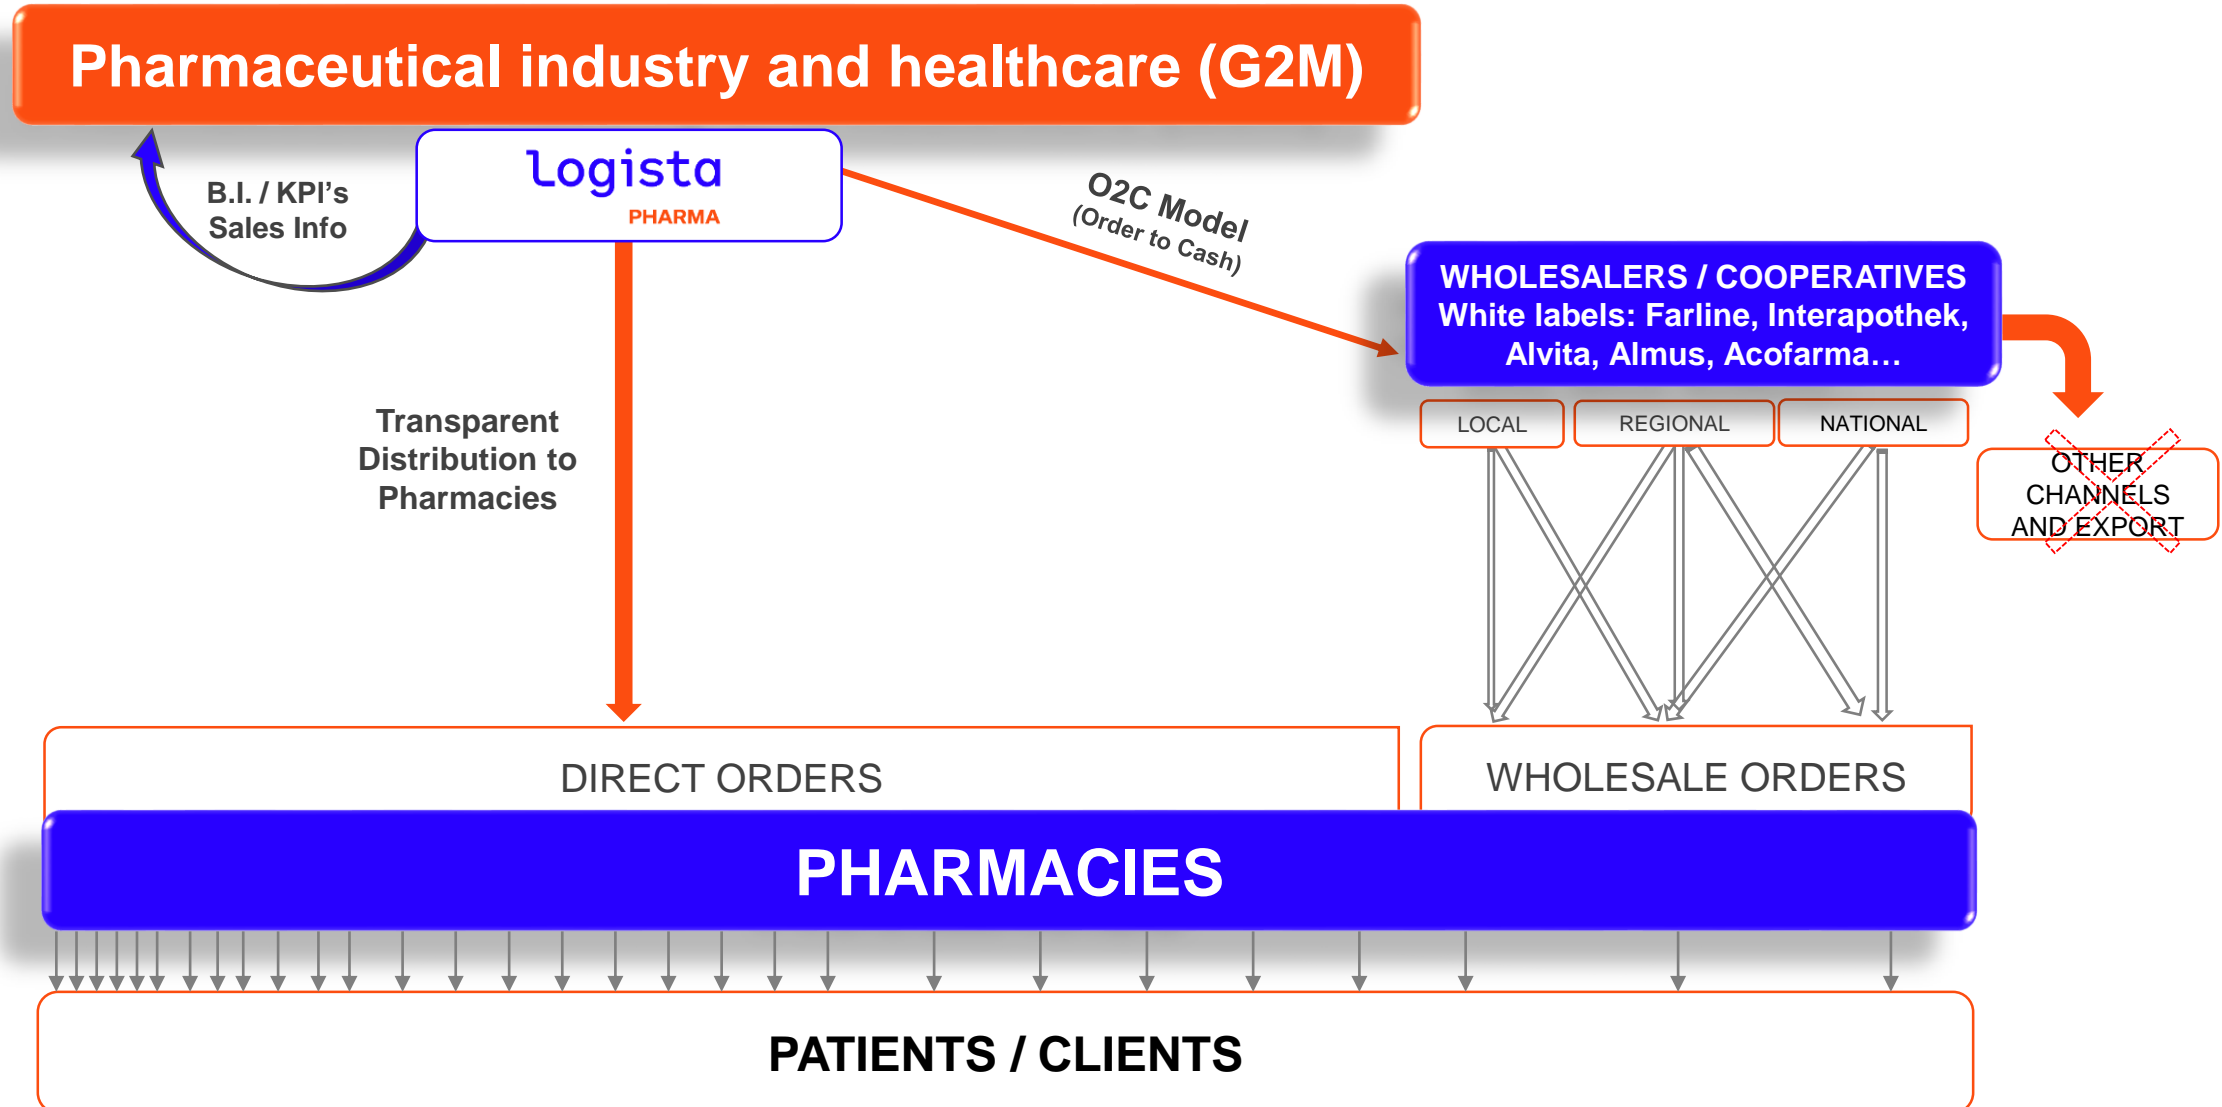 Pharmaceutical industry and healthcare (G2M)
logista
PHARMA
B.I. / KPI’s
Sales Info
O2C Model
(Order to Cash)
WHOLESALERS / COOPERATIVES
White labels: Farline, Interapothek,
Alvita, Almus, Acofarma…
LOCAL
REGIONAL
NATIONAL
OTHER
CHANNELS
AND EXPORT
Transparent
Distribution to
Pharmacies
DIRECT ORDERS
WHOLESALE ORDERS
PHARMACIES
PATIENTS / CLIENTS